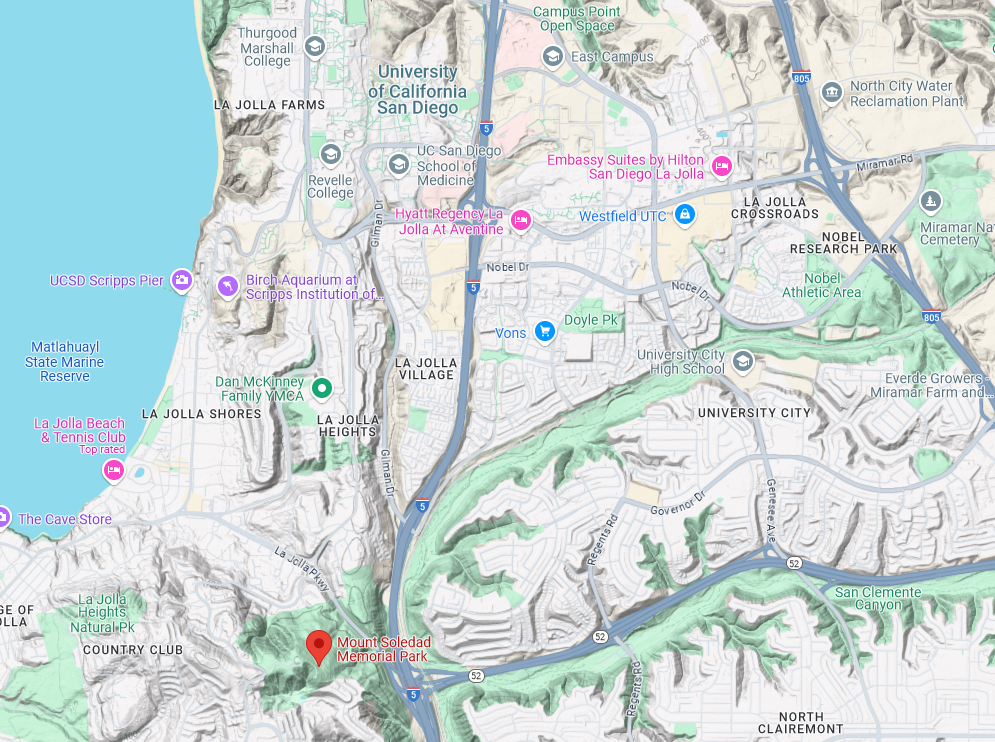 Campus Point
Open Space
Thurgood
Marshall
College
East Campus
University
of California
San Diego
805
North City Water
Reclamation Plant
LA JOLLA FARMS
5
UC San Diego
School of
Medicine
Embassy Suites by Hilton
San Diego La Jolla
Miramar Rd
Revelle
College
Gilman Dr
Hyatt Regency La
Jolla At Aventine
Westfield UTC
LA JOLLA
CROSSROADS
Miramar Na
Cemetery
NOBEL
RESEARCH PARK
Nobel Dr
UCSD Scripps Pier
Birch Aquarium at
Scripps Institution of...
5
Nobel Dr
Nobel
Athletic Area
805
Doyle Pk
Vons
Matlahuayl
State Marine
Reserve
LA JOLLA
VILLAGE
University City
High School
Dan McKinney
Family YMCA
Everde Growers -
Miramar Farm and...
LA JOLLA SHORES
LA JOLLA
HEIGHTS
UNIVERSITY CITY
La Jolla Beach
& Tennis Club
Top rated
Gilman Dr
The Cave Store
5
Governor Dr
Genesee Ave
Regents Rd
La Jolla Pkwy
52
San Clemente
Canyon
La Jolla
Heights
Natural Pk
GE OF
OLLA
COUNTRY CLUB
Mount Soledad
Memorial Park
52
52
5
Regents Rd
NORTH
CLAIREMONT